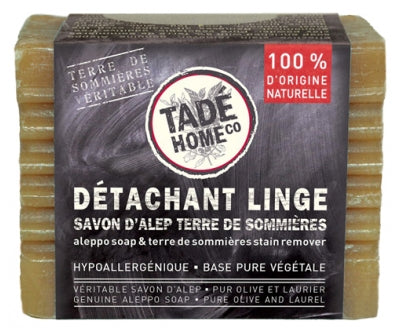 TERRE DE
SOMMIÈRES
VÉRITABLE
100 %
D'ORIGINE
NATURELLE
TADE
HOME CO
DÉTACHANT LINGE
SAVON D'ALEP TERRE DE SOMMIÈRES
aleppo soap & terre de sommières stain remover
HYPOALLERGÉNIQUE • BASE PURE VÉGÉTALE
VÉRITABLE SAVON D'ALEP • PUR OLIVE ET LAURIER
GENUINE ALEPPO SOAP • PURE OLIVE AND LAUREL